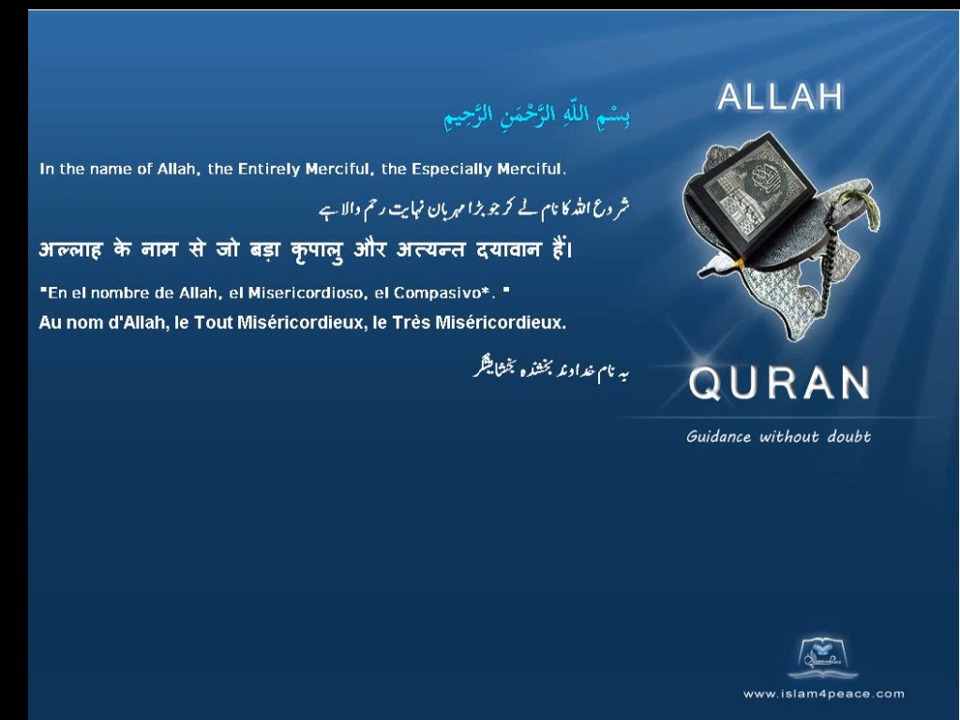 بِسْمِ اللّهِ الرَّحْمَنِ الرَّحِيمِ
In the name of Allah, the Entirely Merciful, the Especially Merciful.
شروع الله کا نام لے کر جو بڑا مہربان نہایت رحم والا ہے
अल्लाह के नाम से जो बड़ा कृपालु और अत्यन्त दयावान हैं।
"En el nombre de Allah, el Misericordioso, el Compasivo*. "
Au nom d'Allah, le Tout Miséricordieux, le Très Miséricordieux.
به نام خداوند بخشنده بخشایشگر
ALLAH
QURAN
Guidance without doubt
www.islam4peace.com